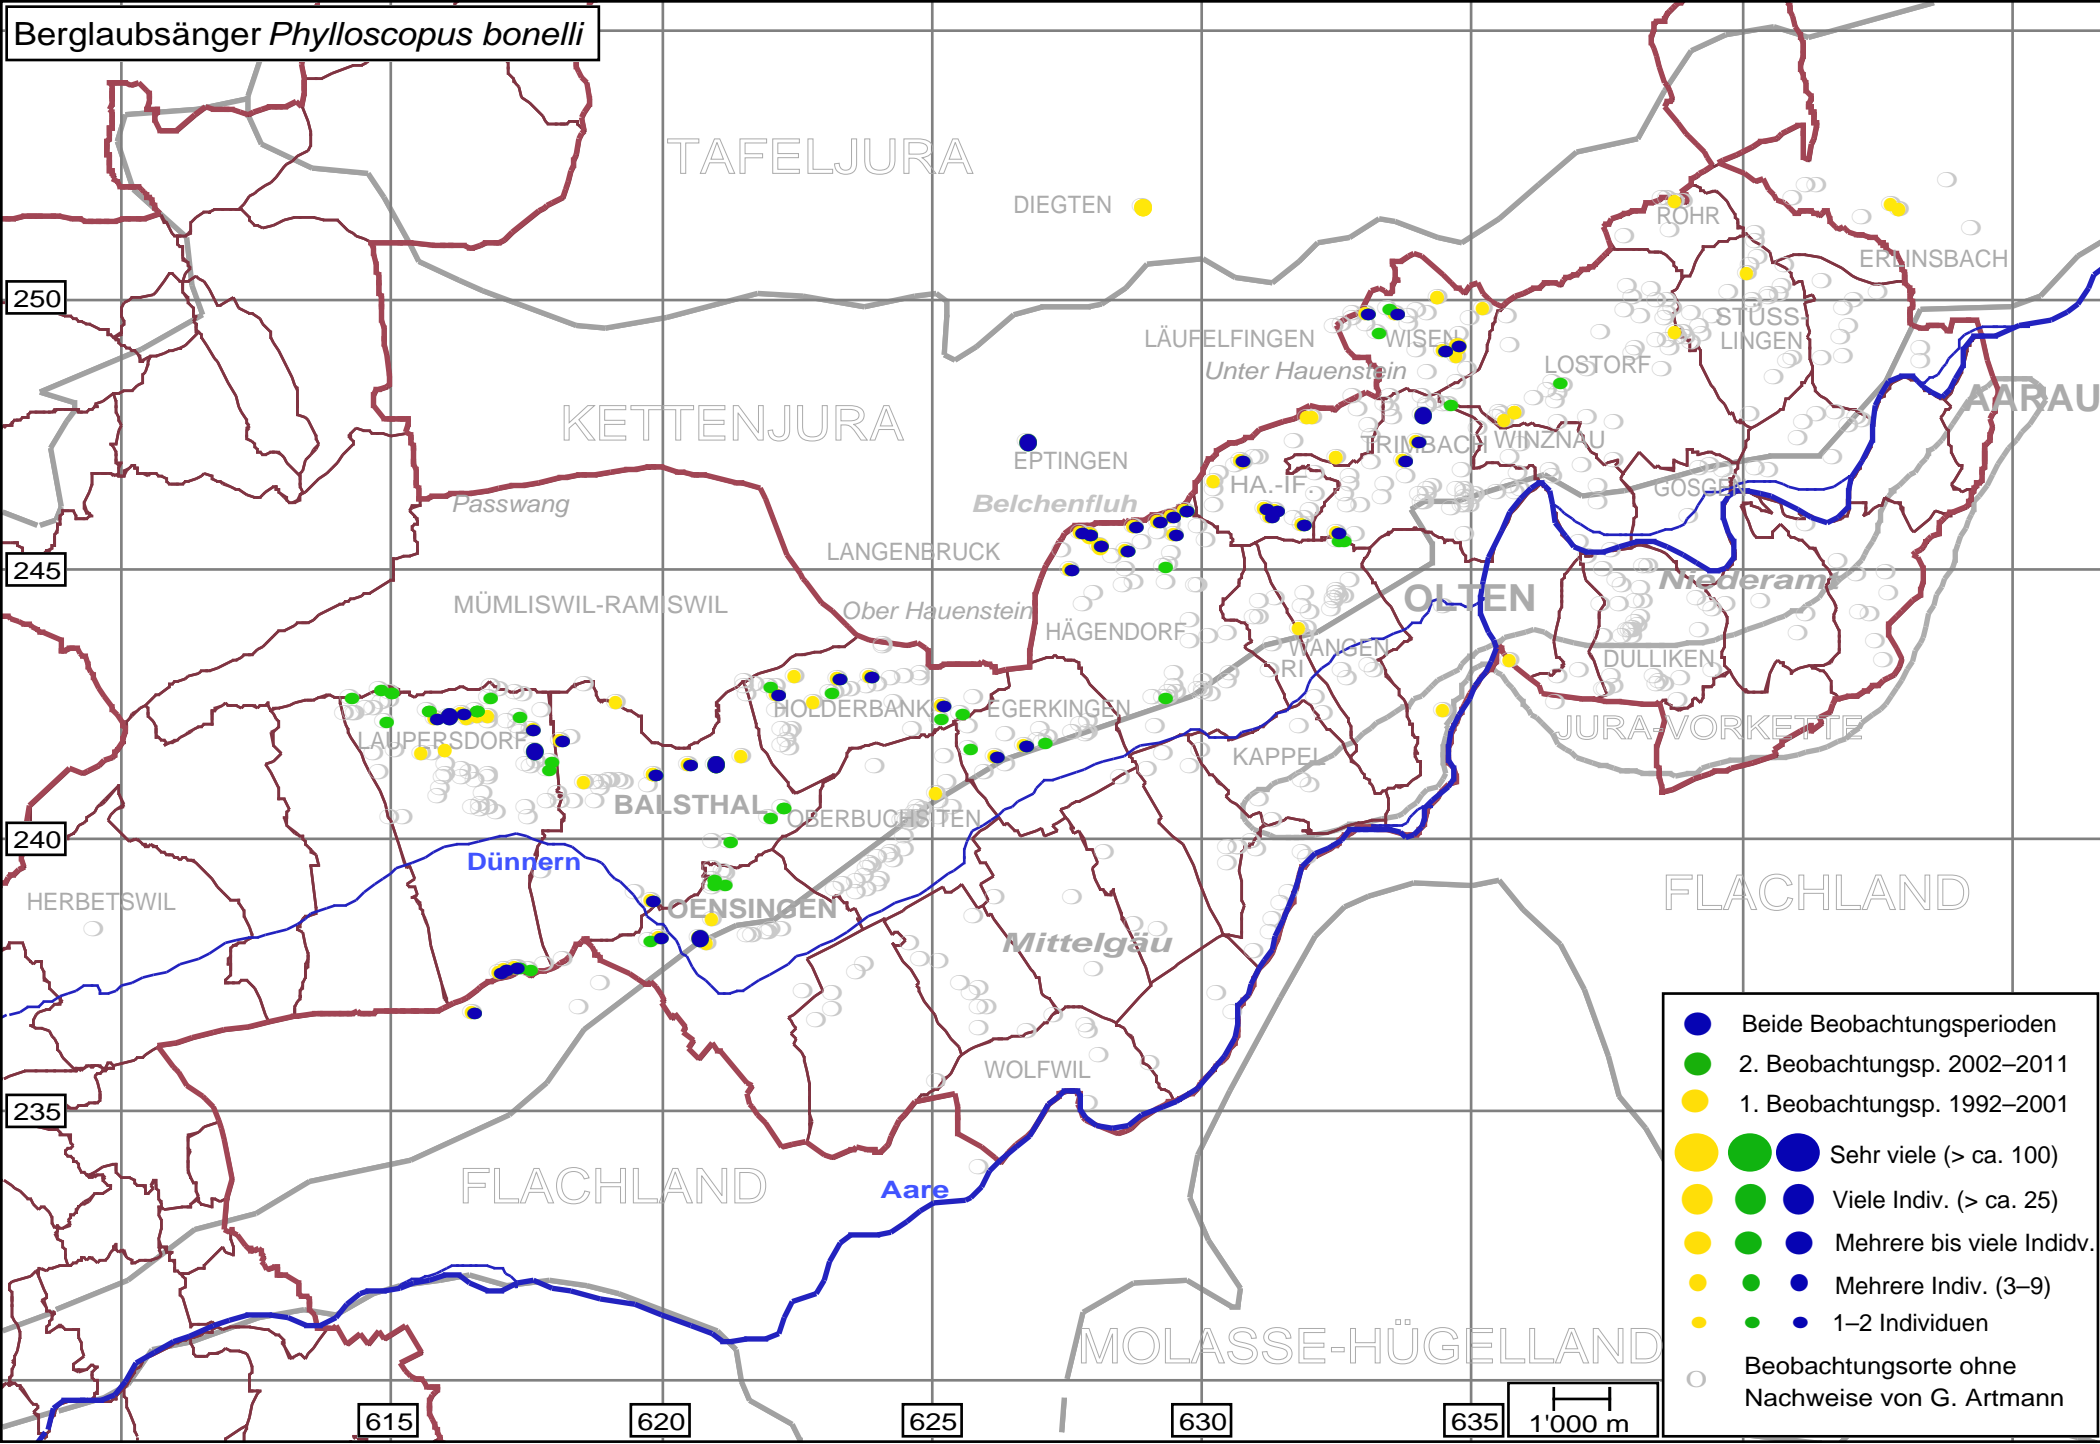 Berglaubsänger Phylloscopus bonelli
TAFELJURA
DIEGTEN
ROHR
ERLINSBACH
250
STÜSS-
LINGEN
LÄUFELFINGEN
WISEN
Unter Hauenstein
LOSTORF
AARAU
KETTENJURA
EPTINGEN
TRIMBACH
WINZNAU
Passwang
Belchenfluh
HA.-IF.
GÖSGEN
LANGENBRUCK
245
Niederamt
MÜMLISWIL-RAMISWIL
Ober Hauenstein
OLTEN
HÄGENDORF
WANGEN
RI
DULLIKEN
HOLDERBANK
EGERKINGEN
LAUPERSDORF
JURA-VORKETTE
KAPPEL
BALSTHAL
OBERBUCHSITEN
240
Dünnern
HERBETSWIL
OENSINGEN
FLACHLAND
Mittelgäu
WOLFWIL
235
FLACHLAND
Aare
MOLASSE-HÜGELLAND
615
620
625
630
635
1'000 m
Beide Beobachtungsperioden
2. Beobachtungsp. 2002–2011
1. Beobachtungsp. 1992–2001
Sehr viele (> ca. 100)
Viele Indiv. (> ca. 25)
Mehrere bis viele Indidv.
Mehrere Indiv. (3–9)
1–2 Individuen
Beobachtungsorte ohne
Nachweise von G. Artmann